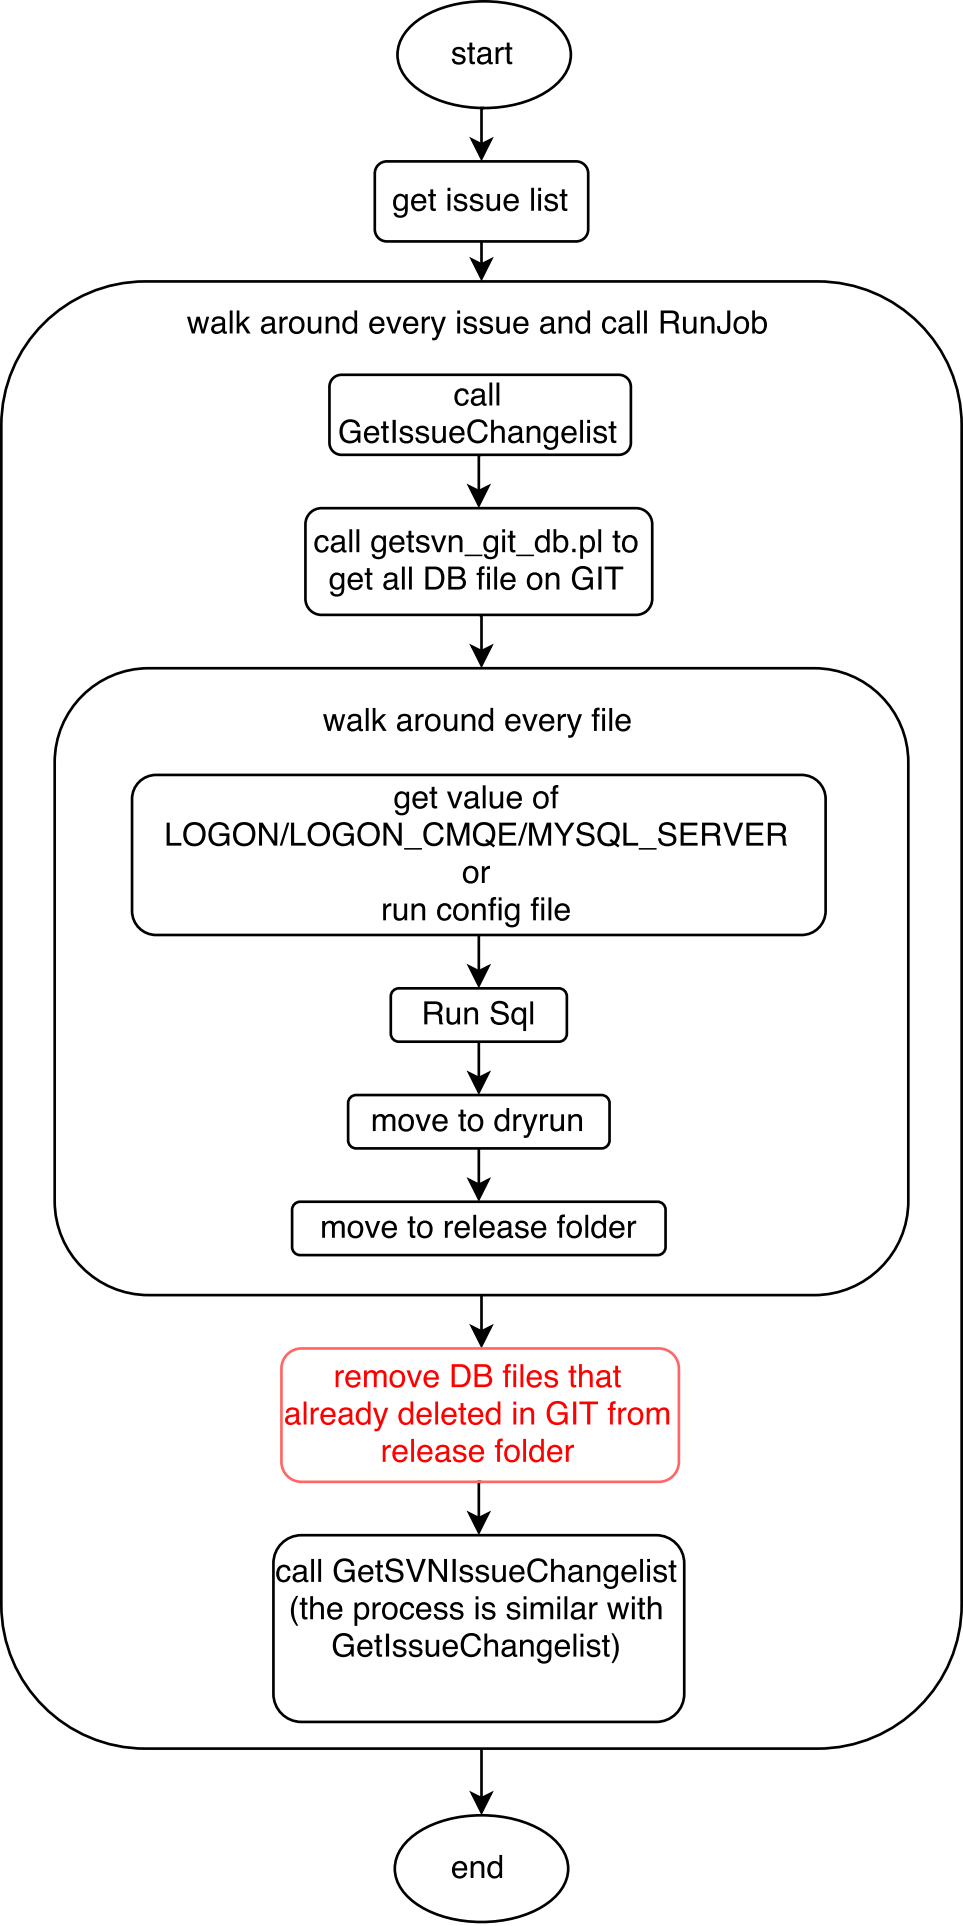 start
get issue list
walk around every issue and call RunJob
call
GetIssueChangelist
call getsvn_git_db.pl to
get all DB file on GIT
walk around every file
get value of
LOGON/LOGON_CMQE/MYSQL_SERVER
or
run config file
Run Sql
move to dryrun
move to release folder
remove DB files that
already deleted in GIT from
release folder
call GetSVNIssueChangelist
(the process is similar with
GetIssueChangelist)
end